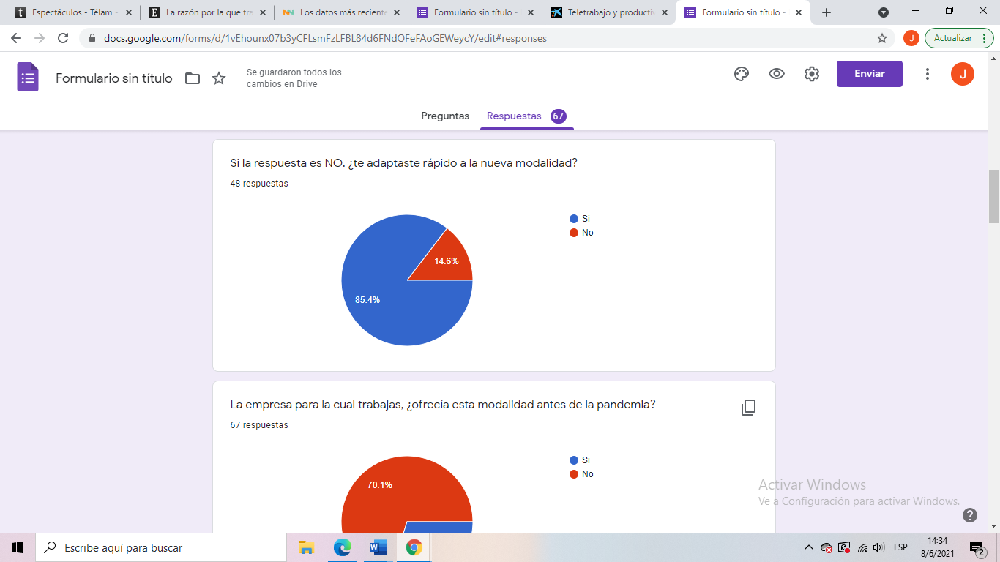 Espectáculos - Télam -
La razón por la que tra
Los datos más reciente
Formulario sin título -
Teletrabajo y productiv
Formulario sin título -
docs.google.com/forms/d/1vEhounx07b3yCFLsmFzLFBL84d6FNdOFeFAoGEWeycY/edit#responses
J
Actualizar
Formulario sin título
Se guardaron todos los
cambios en Drive
Enviar
J
Preguntas
Respuestas
67
Si la respuesta es NO. ¿te adaptaste rápido a la nueva modalidad?
48 respuestas
Si
No
14.6%
85.4%
La empresa para la cual trabajas, ¿ofrecía esta modalidad antes de la pandemia?
67 respuestas
Si
No
70.1%
Activar Windows
Ve a Configuración para activar Windows.
Escribe aquí para buscar
ESP
14:34
8/6/2021
2